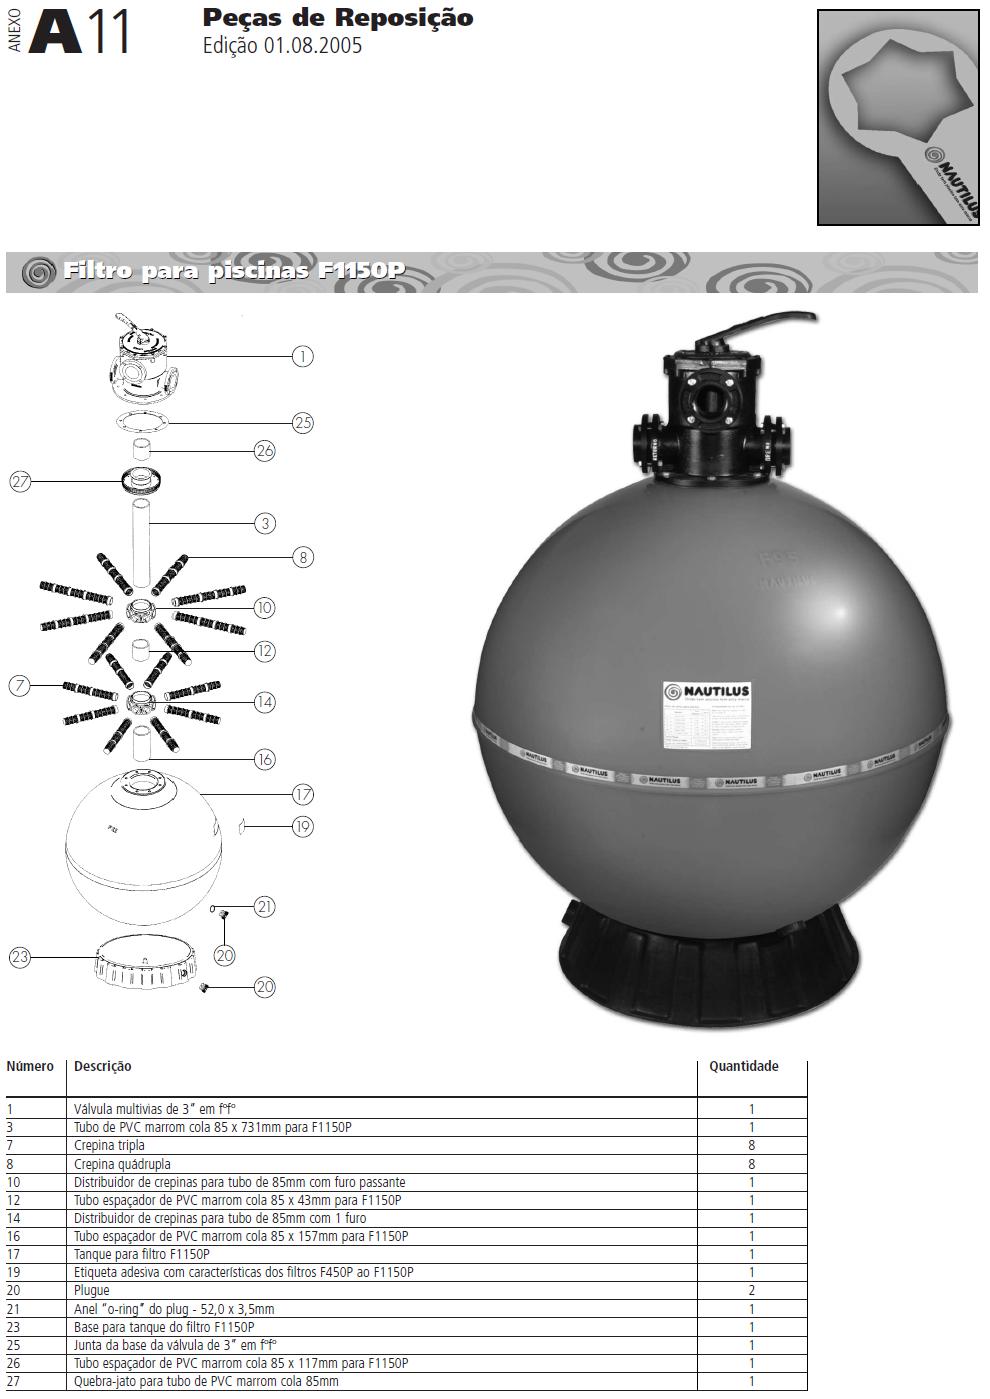 ANEXO
A11
Peças de Reposição
Edição 01.08.2005
NAUTILUS
Filtro para piscinas F1150P
1
25
26
27
3
8
10
12
7
14
16
17
19
21
20
23
20
RETORNO
DRENO
F95
NAUTILUS
NAUTILUS
NAUTILUS
NAUTILUS
NAUTILUS
NAUTILUS
NAUTILUS
NAUTILUS
Número Descrição Quantidade
1 Válvula multivias de 3” em fºfº 1
3 Tubo de PVC marrom cola 85 x 731mm para F1150P 1
7 Crepina tripla 8
8 Crepina quádrupla 8
10 Distribuidor de crepinas para tubo de 85mm com furo passante 1
12 Tubo espaçador de PVC marrom cola 85 x 43mm para F1150P 1
14 Distribuidor de crepinas para tubo de 85mm com 1 furo 1
16 Tubo espaçador de PVC marrom cola 85 x 157mm para F1150P 1
17 Tanque para filtro F1150P 1
19 Etiqueta adesiva com características dos filtros F450P ao F1150P 1
20 Plugue 2
21 Anel “o-ring” do plug - 52,0 x 3,5mm 1
23 Base para tanque do filtro F1150P 1
25 Junta da base da válvula de 3” em fºfº 1
26 Tubo espaçador de PVC marrom cola 85 x 117mm para F1150P 1
27 Quebra-jato para tubo de PVC marrom cola 85mm 1